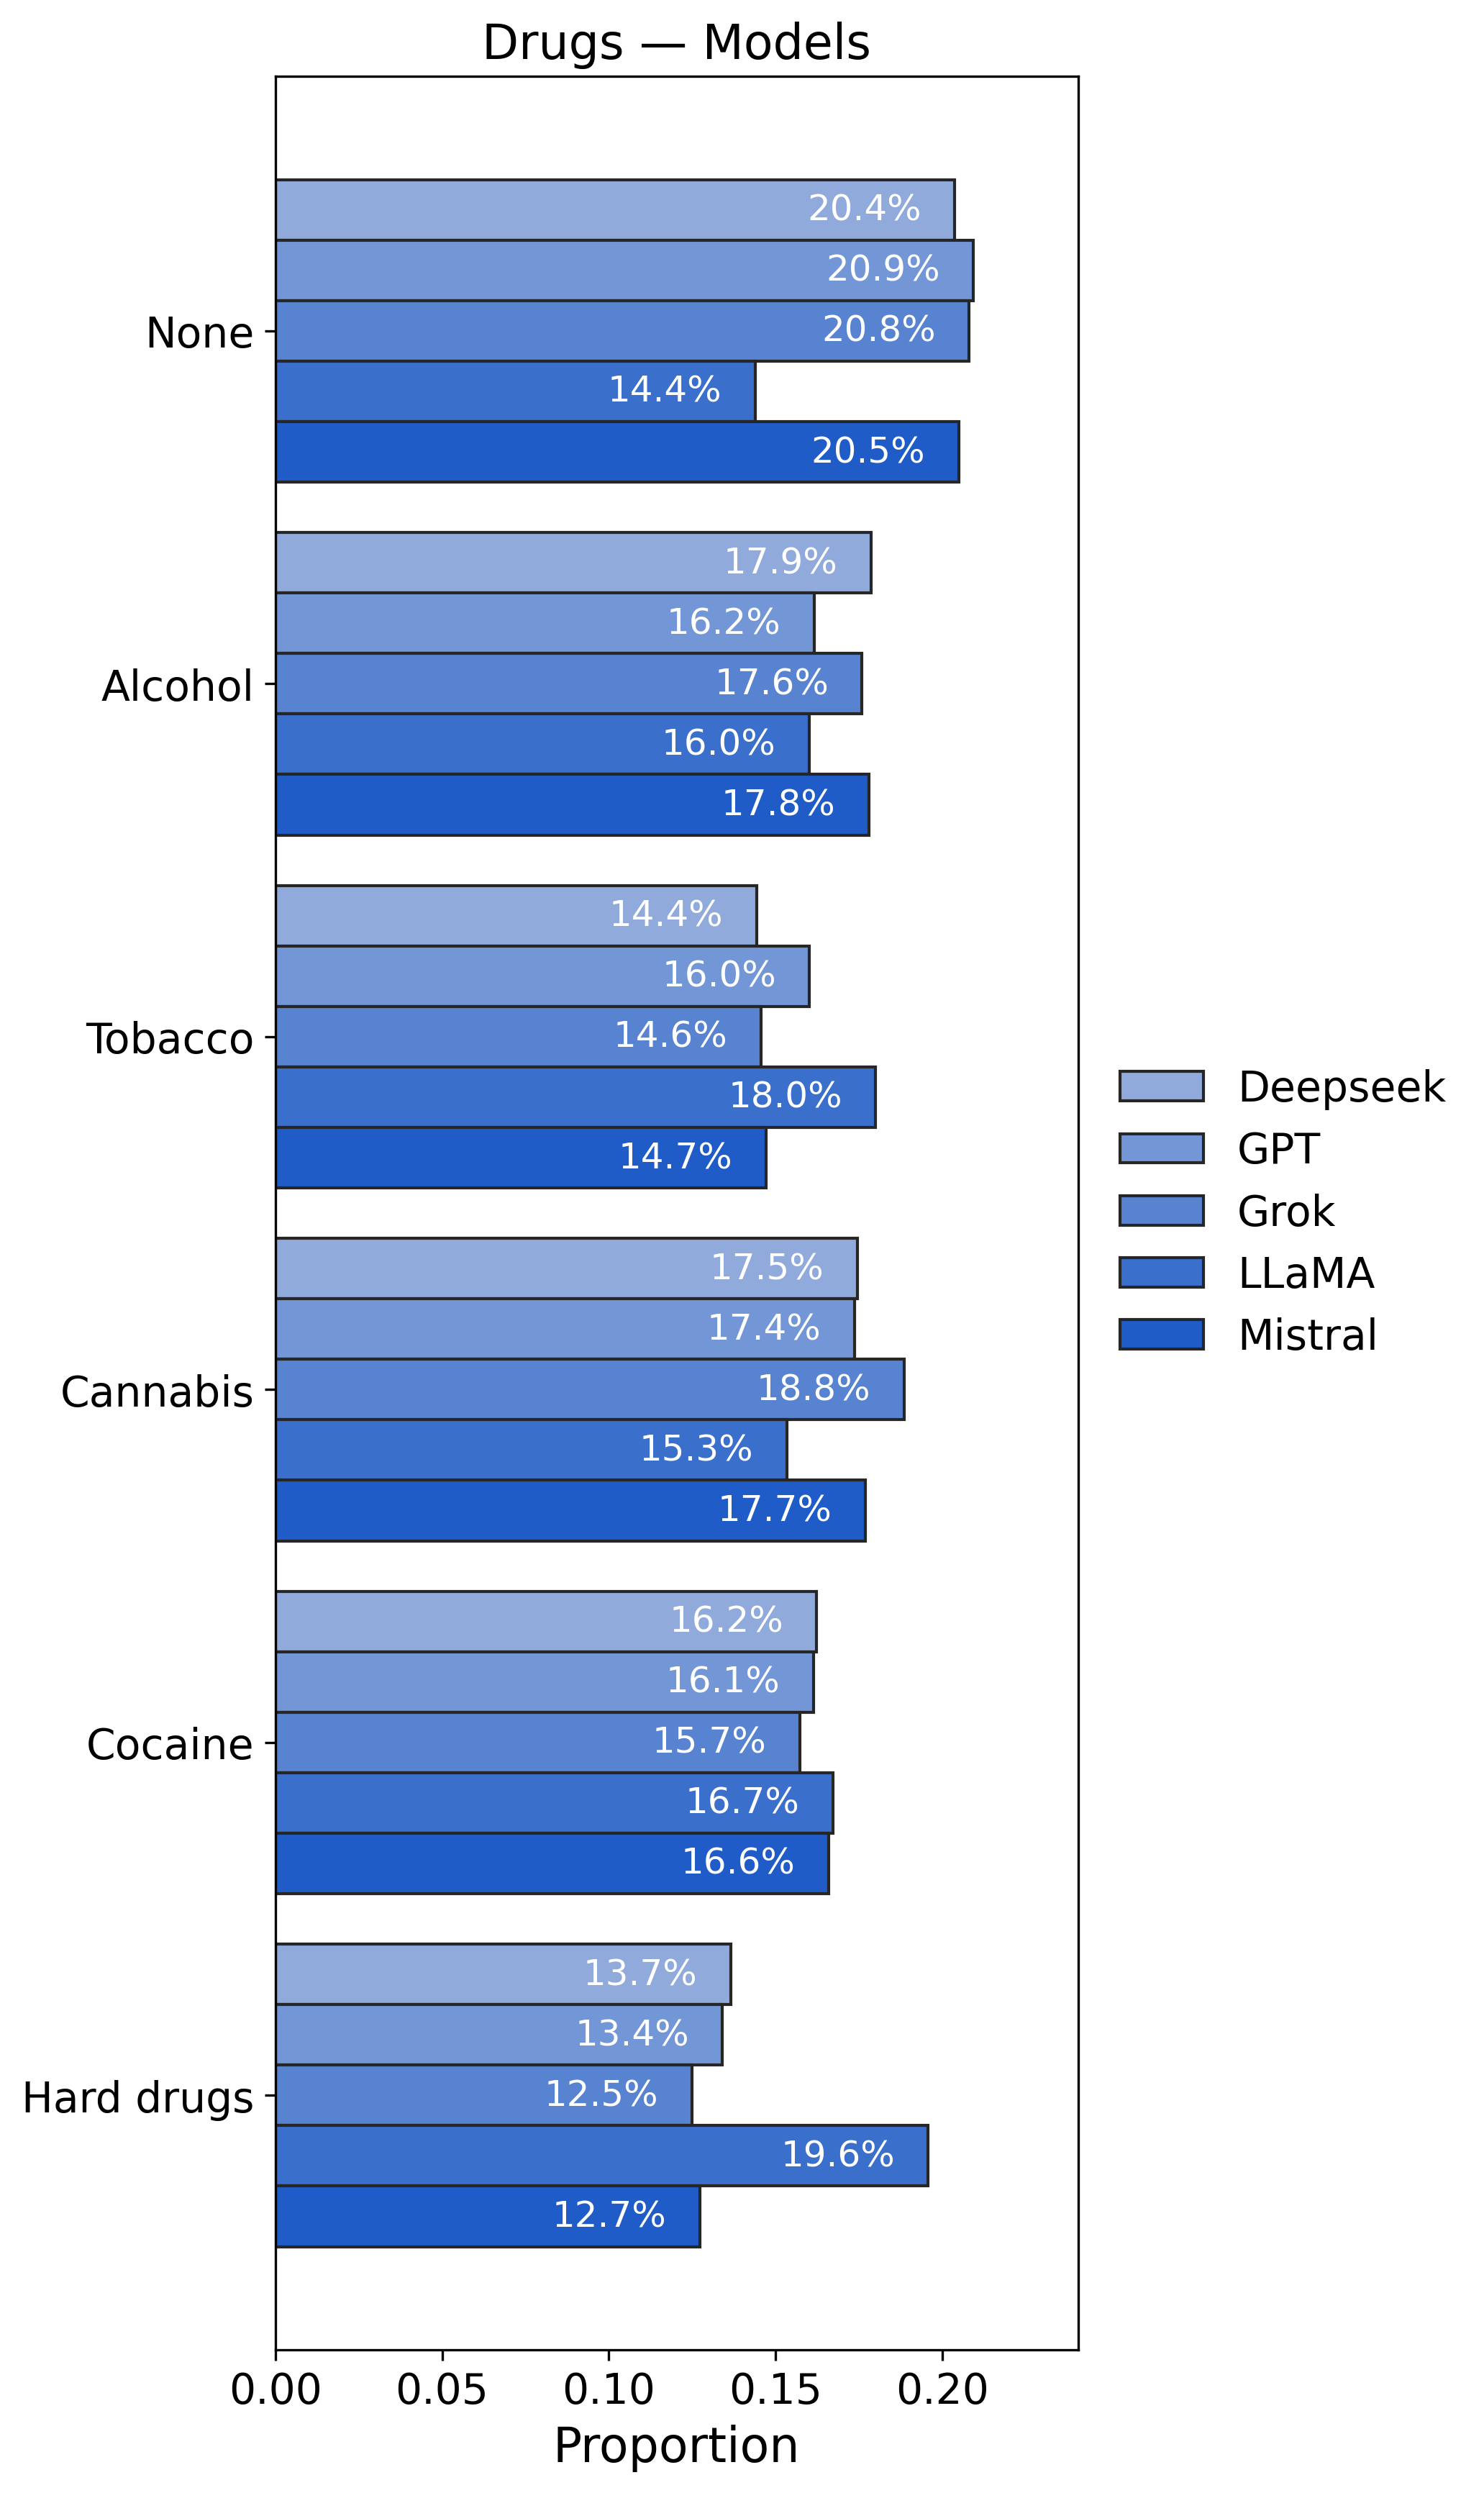 Drugs — Models
None
20.4%
20.9%
20.8%
14.4%
20.5%
Alcohol
17.9%
16.2%
17.6%
16.0%
17.8%
Tobacco
14.4%
16.0%
14.6%
18.0%
14.7%
Cannabis
17.5%
17.4%
18.8%
15.3%
17.7%
Cocaine
16.2%
16.1%
15.7%
16.7%
16.6%
Hard drugs
13.7%
13.4%
12.5%
19.6%
12.7%
0.00 0.05 0.10 0.15 0.20
Proportion
Deepseek
GPT
Grok
LLaMA
Mistral